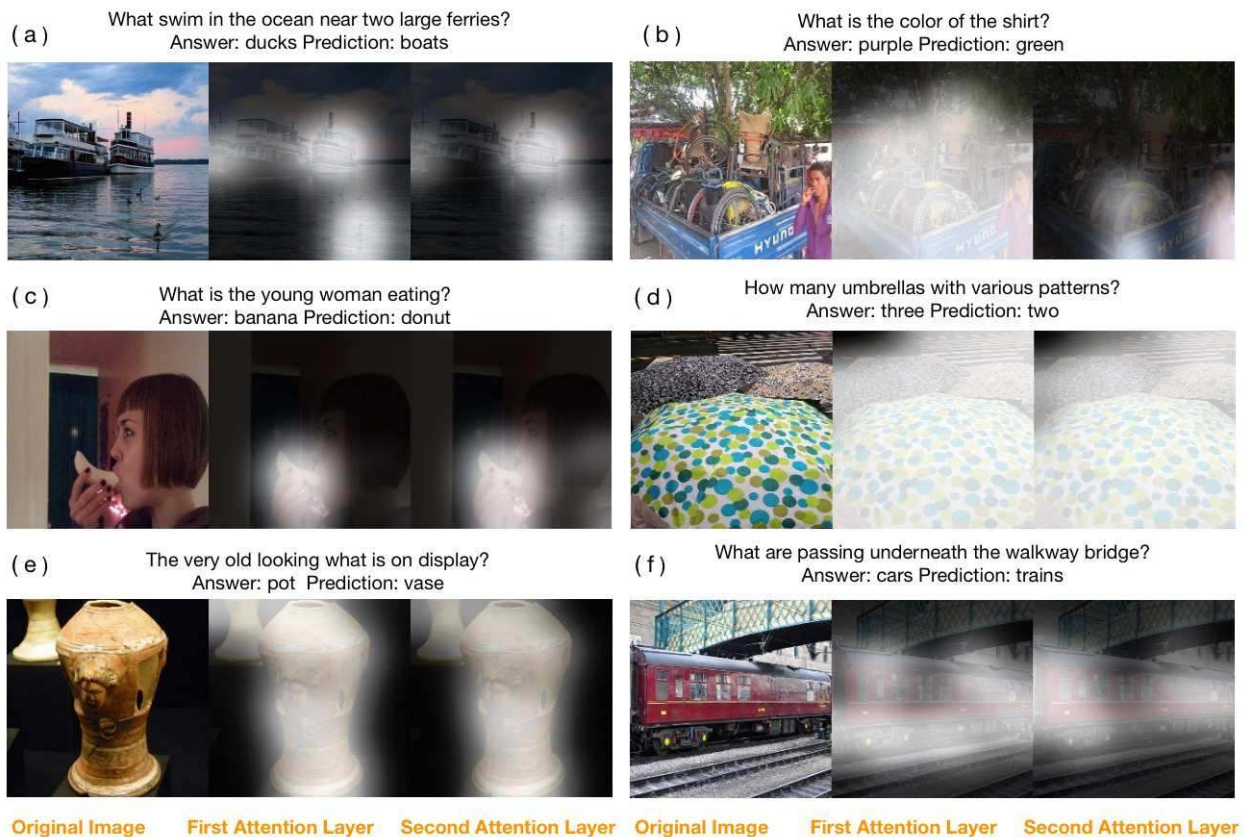 ( a )
What swim in the ocean near two large ferries?
Answer: ducks Prediction: boats
( b )
What is the color of the shirt?
Answer: purple Prediction: green
HYUND
HYUND
HYUND
( c )
What is the young woman eating?
Answer: banana Prediction: donut
( d )
How many umbrellas with various patterns?
Answer: three Prediction: two
( e )
The very old looking what is on display?
Answer: pot Prediction: vase
( f )
What are passing underneath the walkway bridge?
Answer: cars Prediction: trains
Original Image First Attention Layer Second Attention Layer Original Image First Attention Layer Second Attention Layer